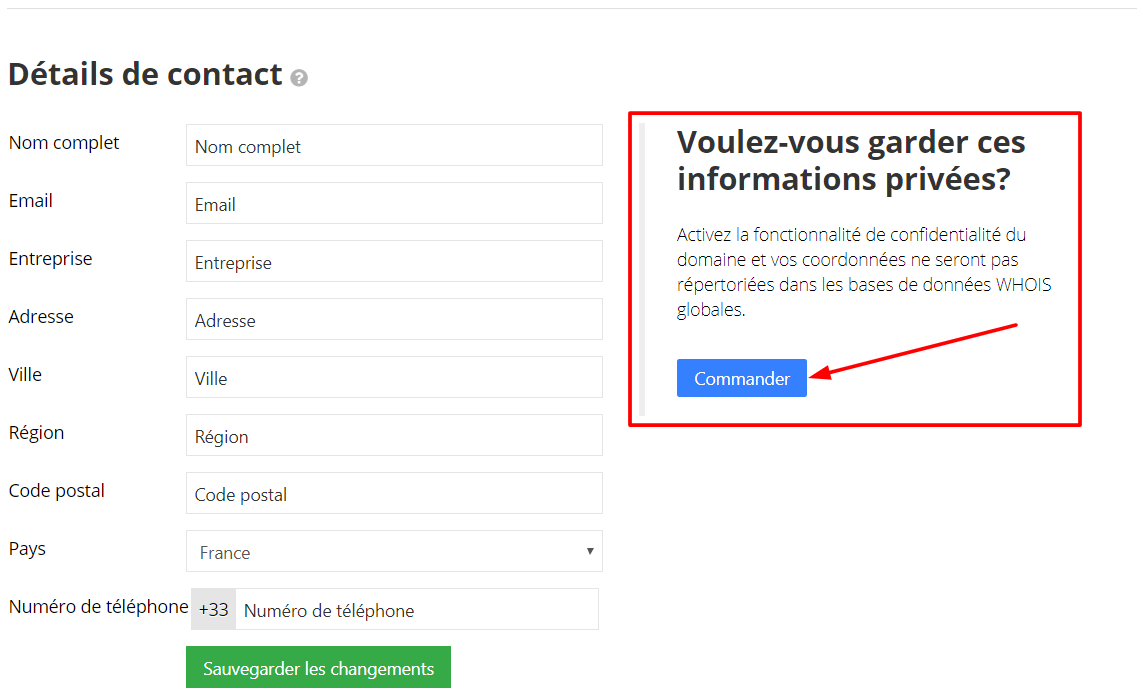 Détails de contact ?
Nom complet
Nom complet
Email
Email
Entreprise
Entreprise
Adresse
Adresse
Ville
Ville
Région
Région
Code postal
Code postal
Pays
France
Numéro de téléphone
+33
Numéro de téléphone
Sauvegarder les changements
Voulez-vous garder ces
informations privées?
Activez la fonctionnalité de confidentialité du
domaine et vos coordonnées ne seront pas
répertoriées dans les bases de données WHOIS
globales.
Commander